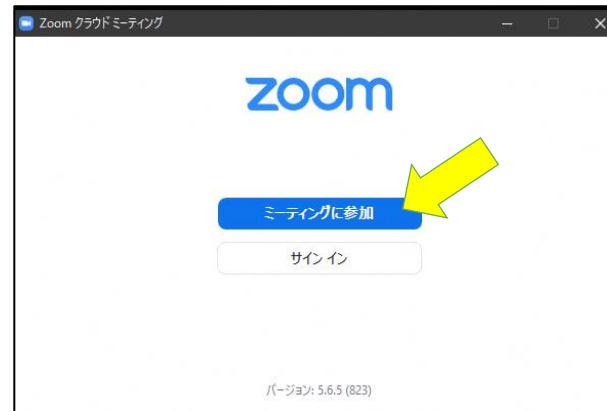 Zoom クラウド ミーティング
zoom
ミーティングに参加
サイン イン
バージョン: 5.6.5 (823)